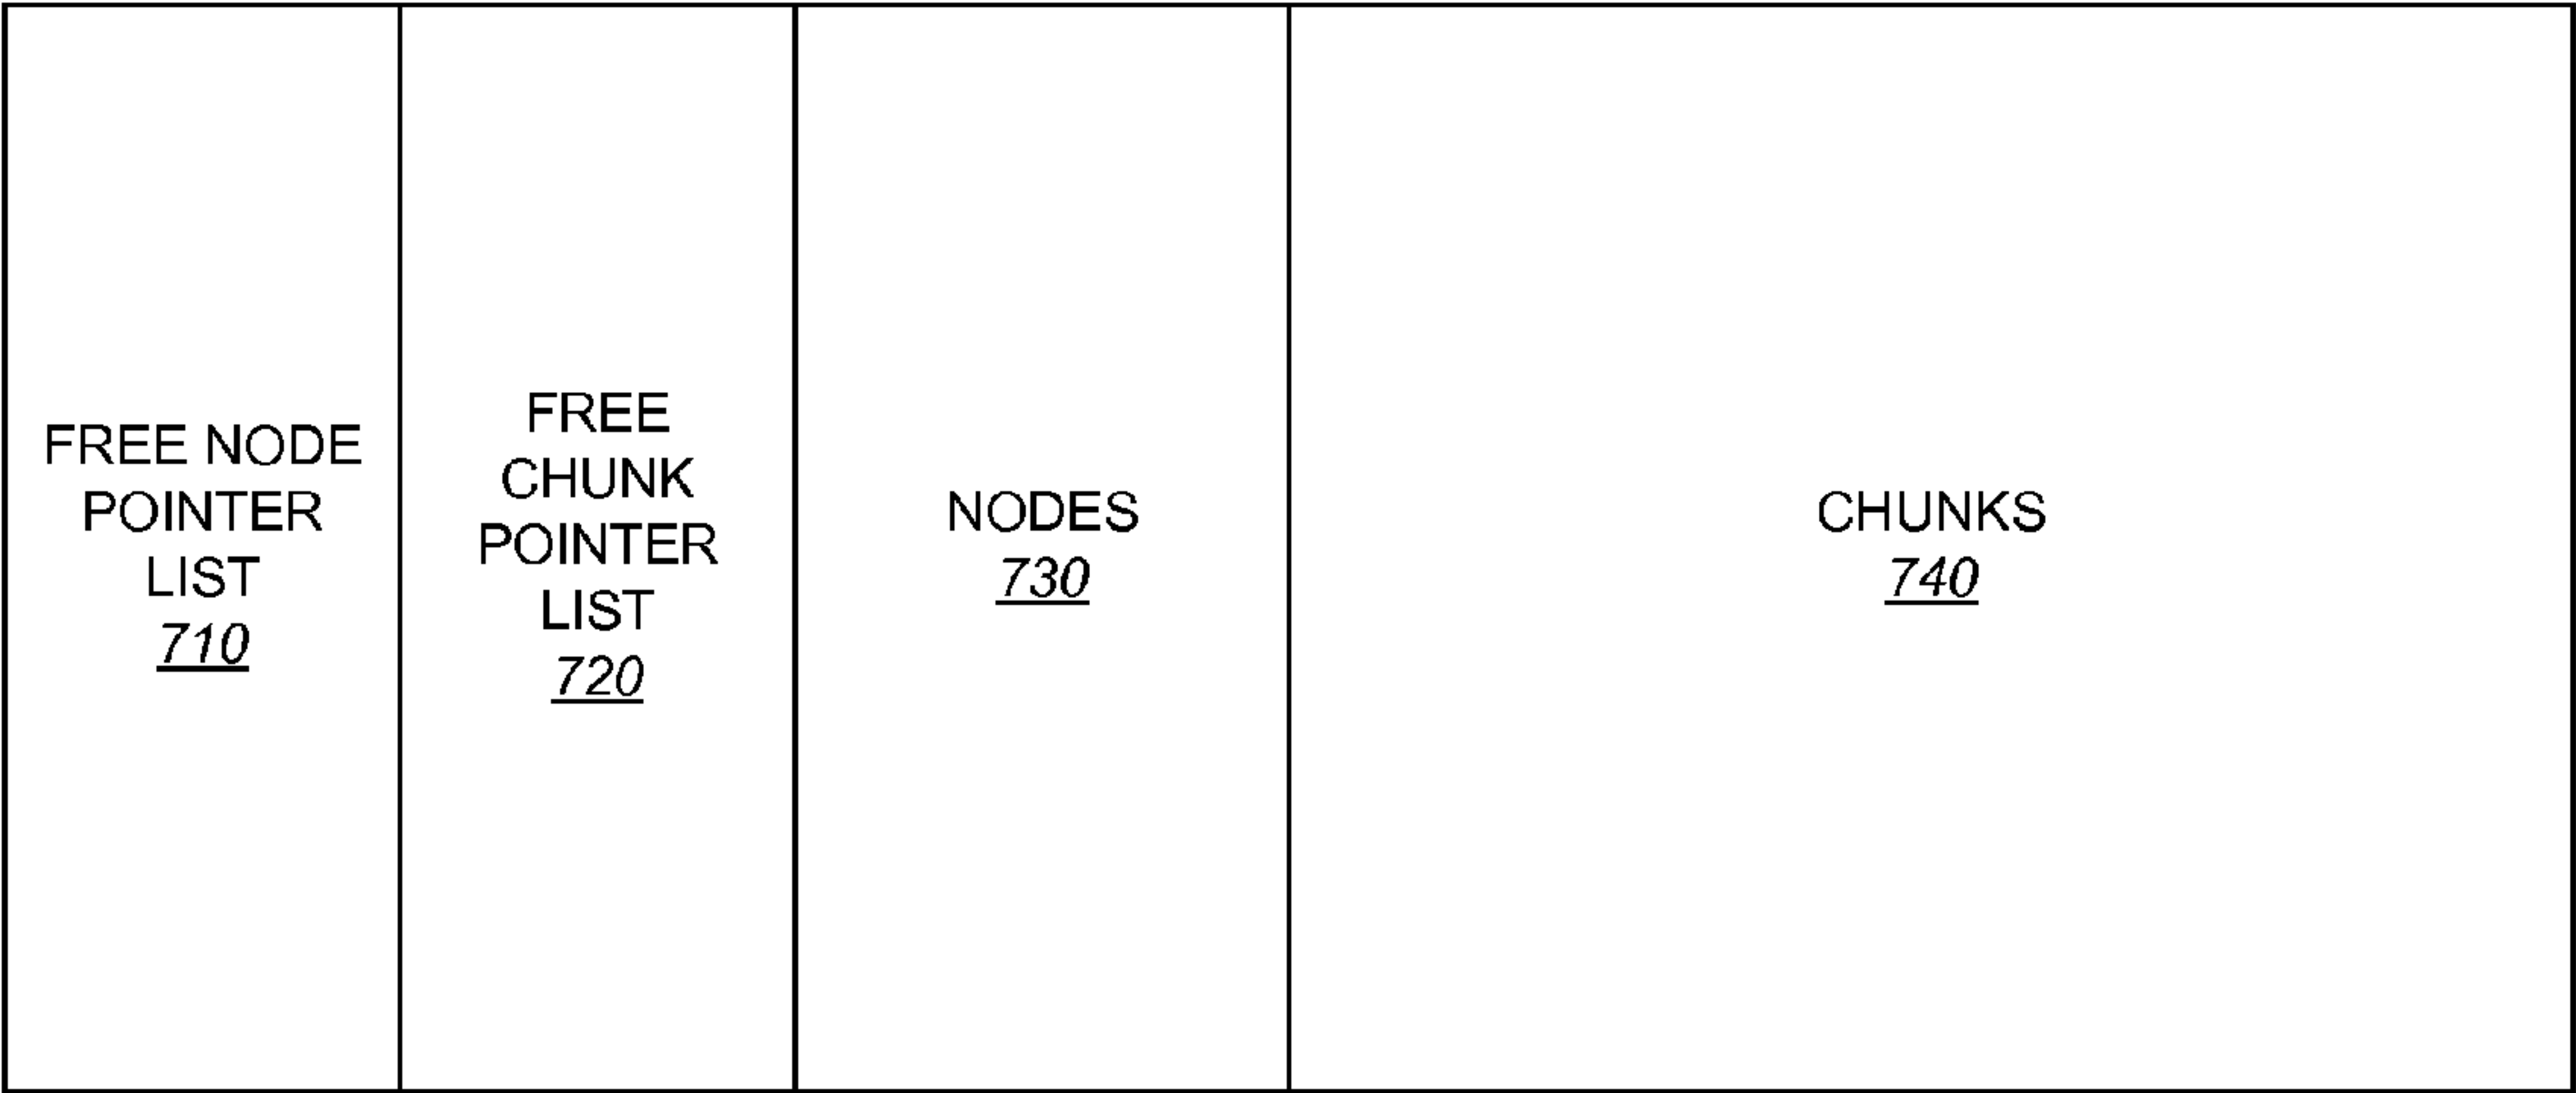 FREE NODE
POINTER
LIST
710
FREE
CHUNK
POINTER
LIST
720
NODES
730
CHUNKS
740